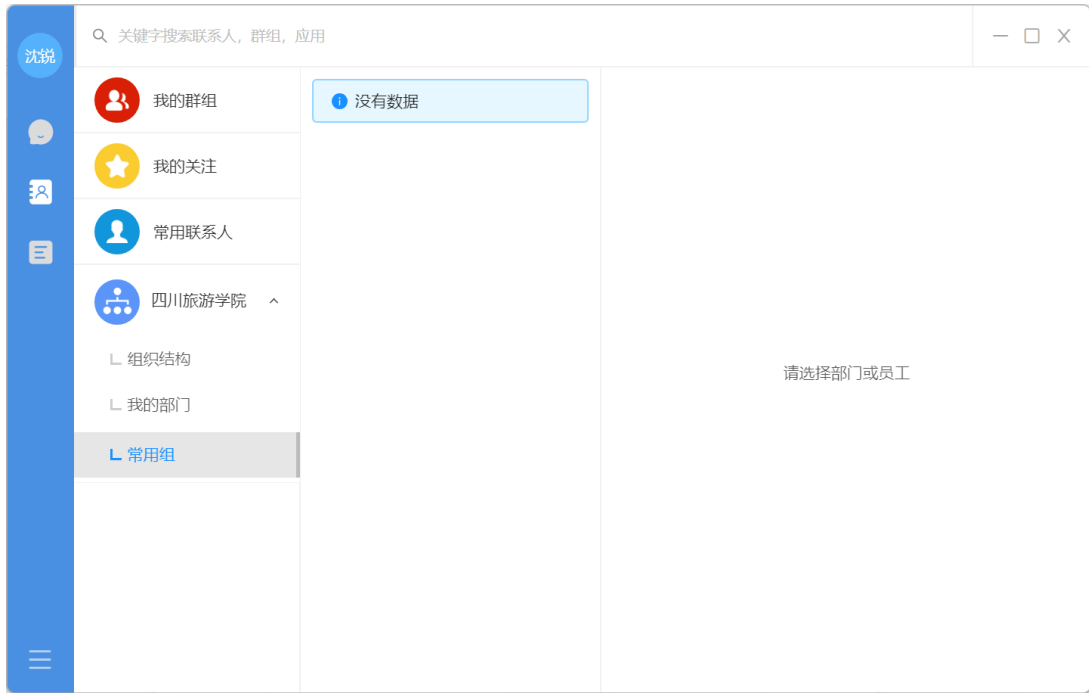 沈锐
关键字搜索联系人，群组，应用
我的群组
我的关注
常用联系人
四川旅游学院
组织结构
我的部门
常用组
没有数据
请选择部门或员工